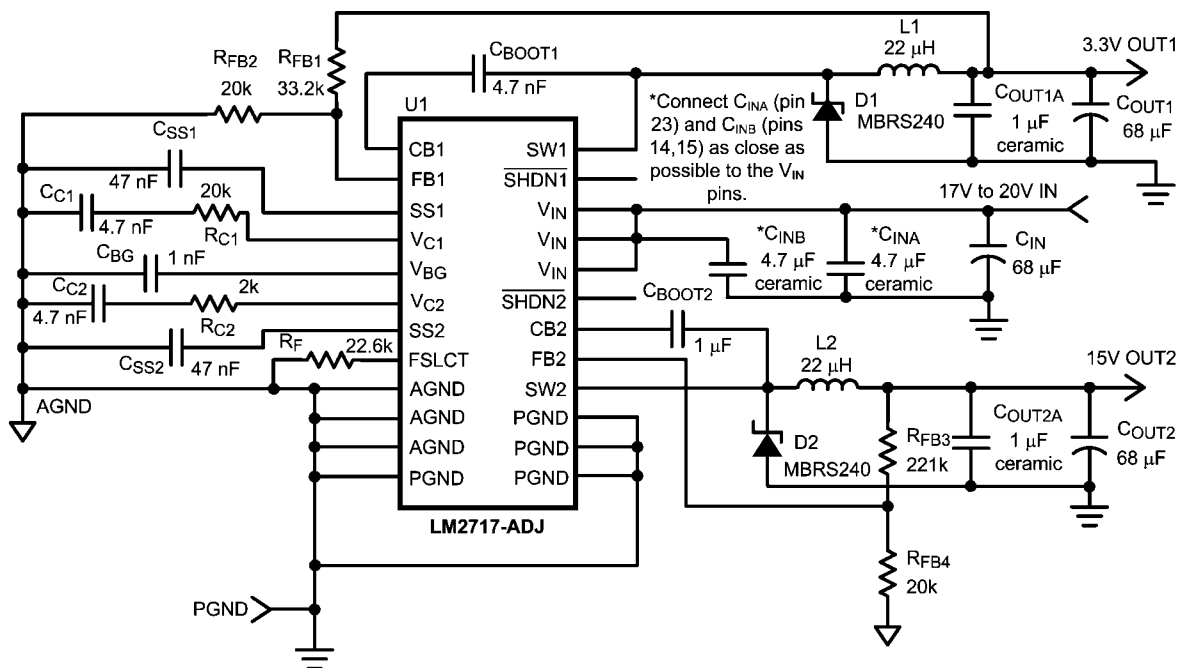 L1
22 µH
3.3V OUT1
CBOOT1
4.7 nF
RFB2
20k
RFB1
33.2k
U1
D1
MBRS240
COUT1A
1 µF
ceramic
COUT1
68 µF
*Connect CINA (pin
23) and CINB (pins
14,15) as close as
possible to the VIN
pins.
CSS1
47 nF
CC1
4.7 nF
20k
RC1
CBG
1 nF
CC2
4.7 nF
2k
RC2
CSS2
47 nF
RF
22.6k
AGND
PGND
CB1
FB1
SS1
VC1
VBG
VC2
SS2
FSLCT
AGND
AGND
AGND
PGND
SW1
SHDN1
VIN
VIN
VIN
SHDN2
CB2
FB2
SW2
PGND
PGND
PGND
LM2717-ADJ
17V to 20V IN
*CINB
4.7 µF
ceramic
*CINA
4.7 µF
ceramic
CIN
68 µF
CBOOT2
1 µF
L2
22 µH
15V OUT2
D2
MBRS240
RFB3
221k
COUT2A
1 µF
ceramic
COUT2
68 µF
RFB4
20k